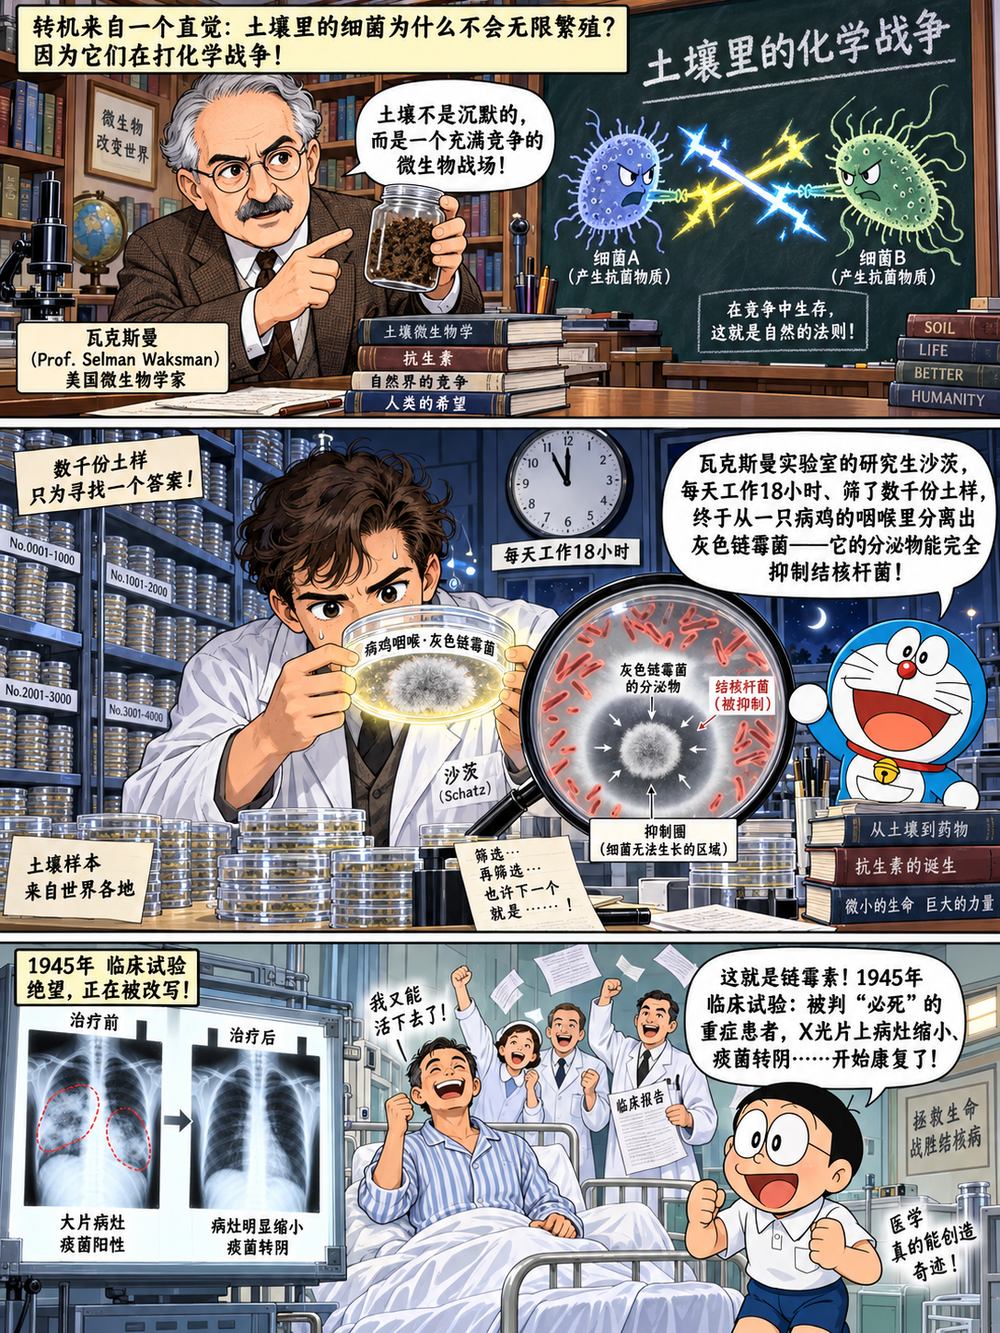 转机来自一个直觉：土壤里的细菌为什么不会无限繁殖？
因为它们在打化学战争！
微生物
改变世界
土壤不是沉默的，
而是一个充满竞争的
微生物战场！
土壤里的化学战争
细菌A
（产生抗菌物质）
细菌B
（产生抗菌物质）
在竞争中生存，
这就是自然的法则！
瓦克斯曼
（Prof. Selman Waksman）
美国微生物学家
土壤微生物学
抗生素
自然界的竞争
人类的希望
SOIL
LIFE
BETTER
HUMANITY
数千份土样
只为寻找一个答案！
No.0001-1000
No.1001-2000
No.2001-3000
No.3001-4000
12
1
2
3
4
5
6
7
8
9
10
11
每天工作18小时
瓦克斯曼实验室的研究生沙茨，
每天工作18小时、筛了数千份土样，
终于从一只病鸡的咽喉里分离出
灰色链霉菌——它的分泌物能完全
抑制结核杆菌！
病鸡咽喉·灰色链霉菌
灰色链霉菌
的分泌物
结核杆菌
（被抑制）
沙茨
（Schatz）
抑制圈
（细菌无法生长的区域）
土壤样本
来自世界各地
筛选…
再筛选…
也许下一个
就是……！
从土壤到药物
抗生素的诞生
微小的生命 巨大的力量
1945年 临床试验
绝望，正在被改写！
治疗前
治疗后
大片病灶
痰菌阳性
病灶明显缩小
痰菌转阴
我又能
活下去了！
临床报告
这就是链霉素！1945年
临床试验：被判“必死”的
重症患者，X光片上病灶缩小、
痰菌转阴……开始康复了！
拯救生命
战胜结核病
医学
真的能创造
奇迹！